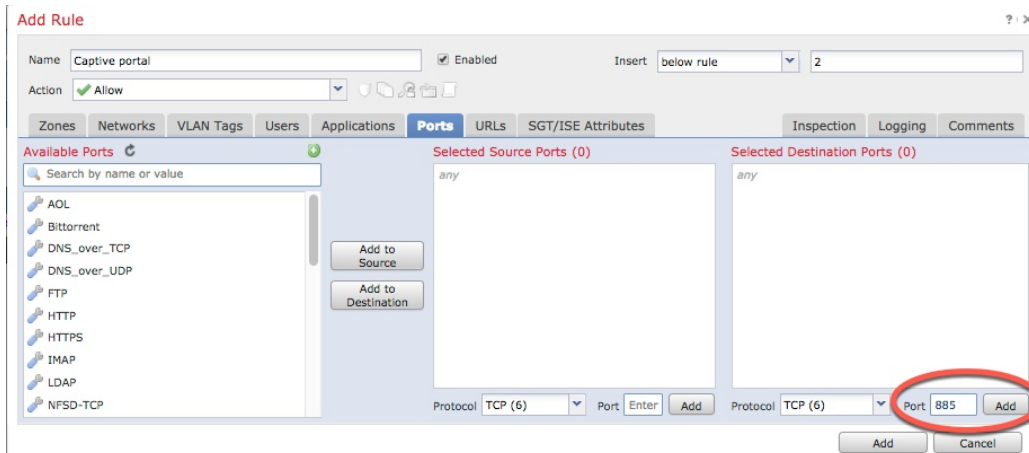 Add Rule ?
Name Captive portal Enabled Insert below rule 2
Action Allow
Zones Networks VLAN Tags Users Applications Ports URLs SGT/ISE Attributes Inspection Logging Comments
Available Ports Selected Source Ports (0) Selected Destination Ports (0)
Search by name or value any any
AOL
Bittorrent
DNS_over_TCP
DNS_over_UDP
FTP
HTTP
HTTPS
IMAP
LDAP
NFSD-TCP
Add to
Source
Add to
Destination
Protocol TCP (6) Port Enter Add Protocol TCP (6) Port 885 Add
Add Cancel